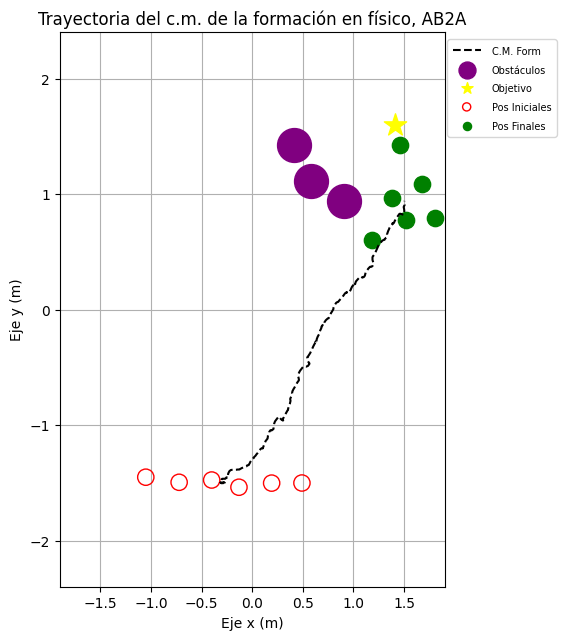 Trayectoria del c.m. de la formación en físico, AB2A
C.M. Form
Obstáculos
Objetivo
Pos Iniciales
Pos Finales
Eje y (m)
2
1
0
−1
−2
−1.5
−1.0
−0.5
0.0
0.5
1.0
1.5
Eje x (m)